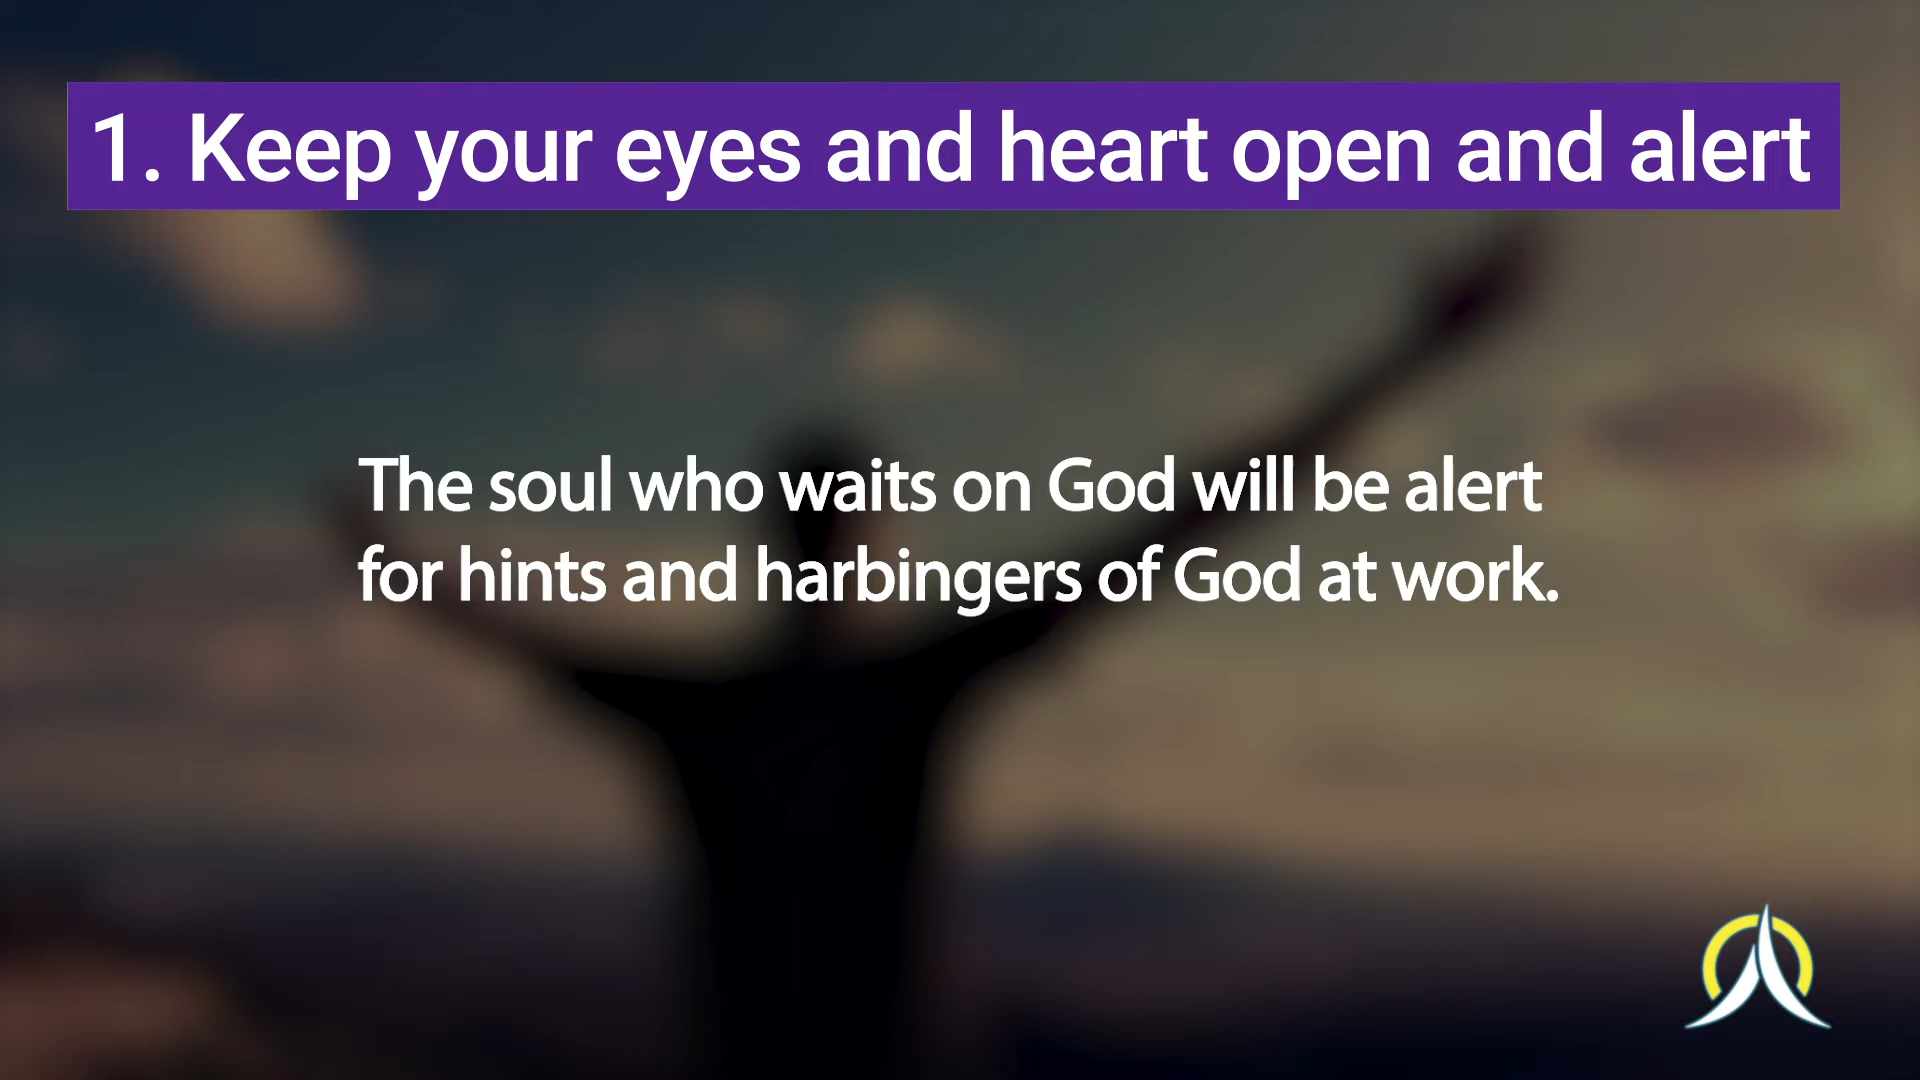 1. Keep your eyes and heart open and alert
The soul who waits on God will be alert
for hints and harbingers of God at work.